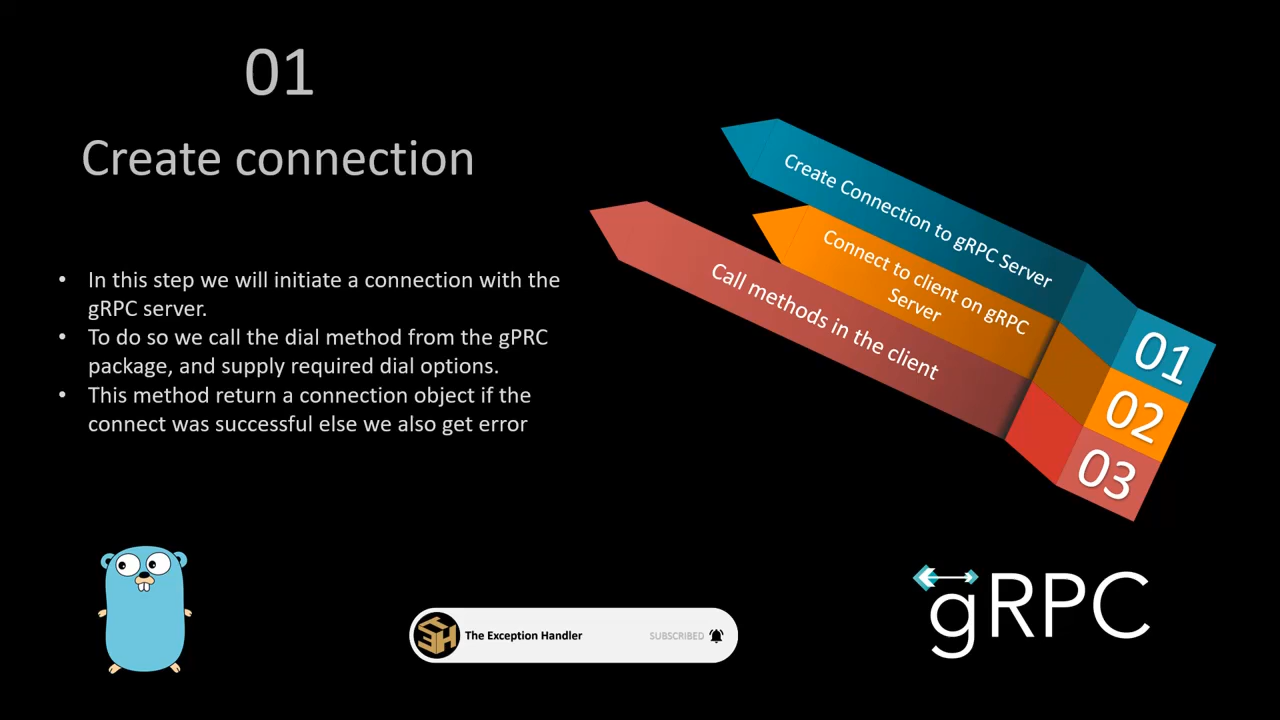 01
Create connection
• In this step we will initiate a connection with the
gRPC server.
• To do so we call the dial method from the gPRC
package, and supply required dial options.
• This method return a connection object if the
connect was successful else we also get error
Create Connection to gRPC Server
Connect to client on gRPC
Server
Call methods in the client
01
02
03
The Exception Handler
SUBSCRIBED
gRPC